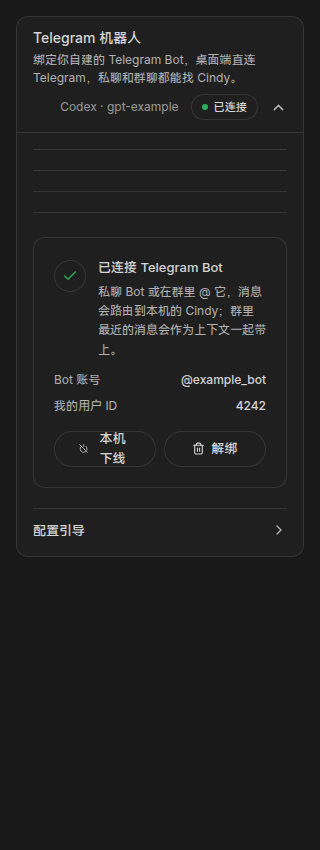 Telegram 机器人
绑定你自建的 Telegram Bot，桌面端直连
Telegram，私聊和群聊都能找 Cindy。
Codex · gpt-example
已连接
已连接 Telegram Bot
私聊 Bot 或在群里 @ 它，消息
会路由到本机的 Cindy；群里
最近的消息会作为上下文一起带
上。
Bot 账号
@example_bot
我的用户 ID
4242
本机
下线
解绑
配置引导